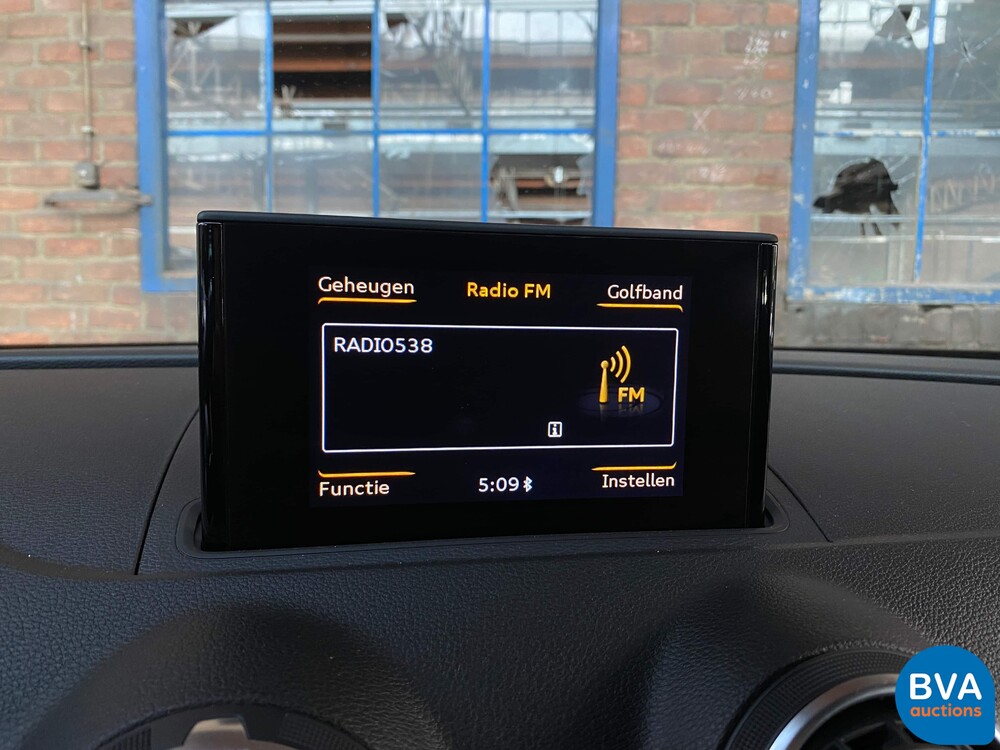 Geheugen
Radio FM
Golfband
RADIO538
FM
Functie
5:09
Instellen
BVA
auctions